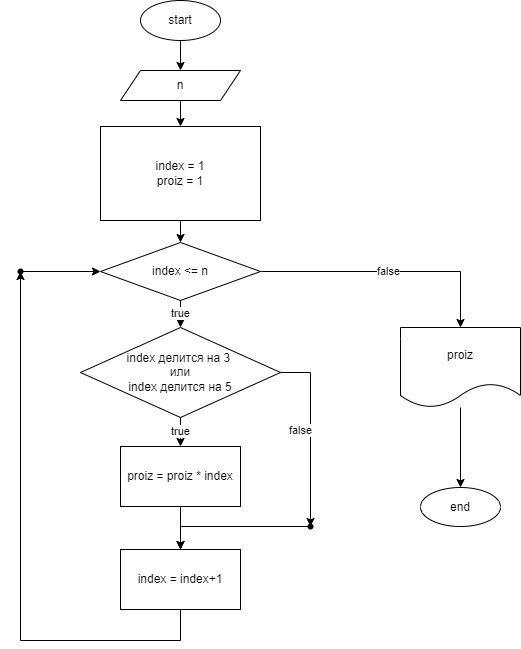 start
n
index = 1
proiz = 1
index <= n
false
true
index делится на 3
или
index делится на 5
proiz
true
false
proiz = proiz * index
end
index = index+1